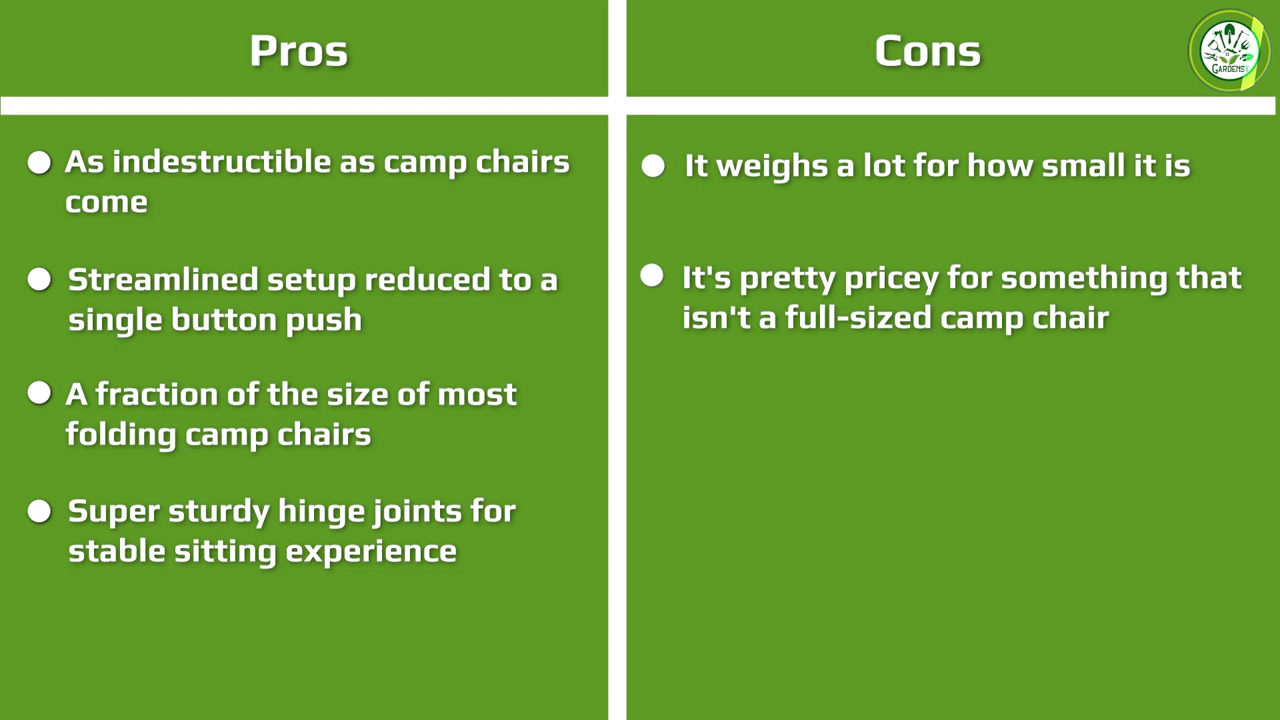 Pros
As indestructible as camp chairs
come
Streamlined setup reduced to a
single button push
A fraction of the size of most
folding camp chairs
Super sturdy hinge joints for
stable sitting experience
Cons
It weighs a lot for how small it is
It's pretty pricey for something that
isn't a full-sized camp chair